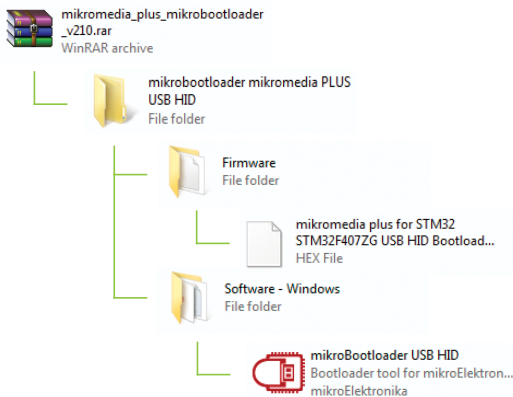 mikromedia_plus_mikrobootloader
_v210.rar
WinRAR archive
mikrobootloader mikromedia PLUS
USB HID
File folder
Firmware
File folder
mikromedia plus for STM32
STM32F407ZG USB HID Bootload...
HEX File
Software - Windows
File folder
mikroBootloader USB HID
Bootloader tool for mikroElektron...
mikroElektronika